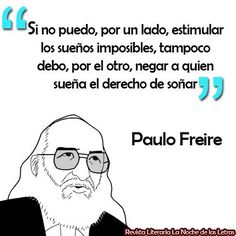 “Si no puedo, por un lado, estimular
los sueños imposibles, tampoco
debo, por el otro, negar a quien
sueña el derecho de soñar”
Paulo Freire
Revista Literaria La Noche de las Letras